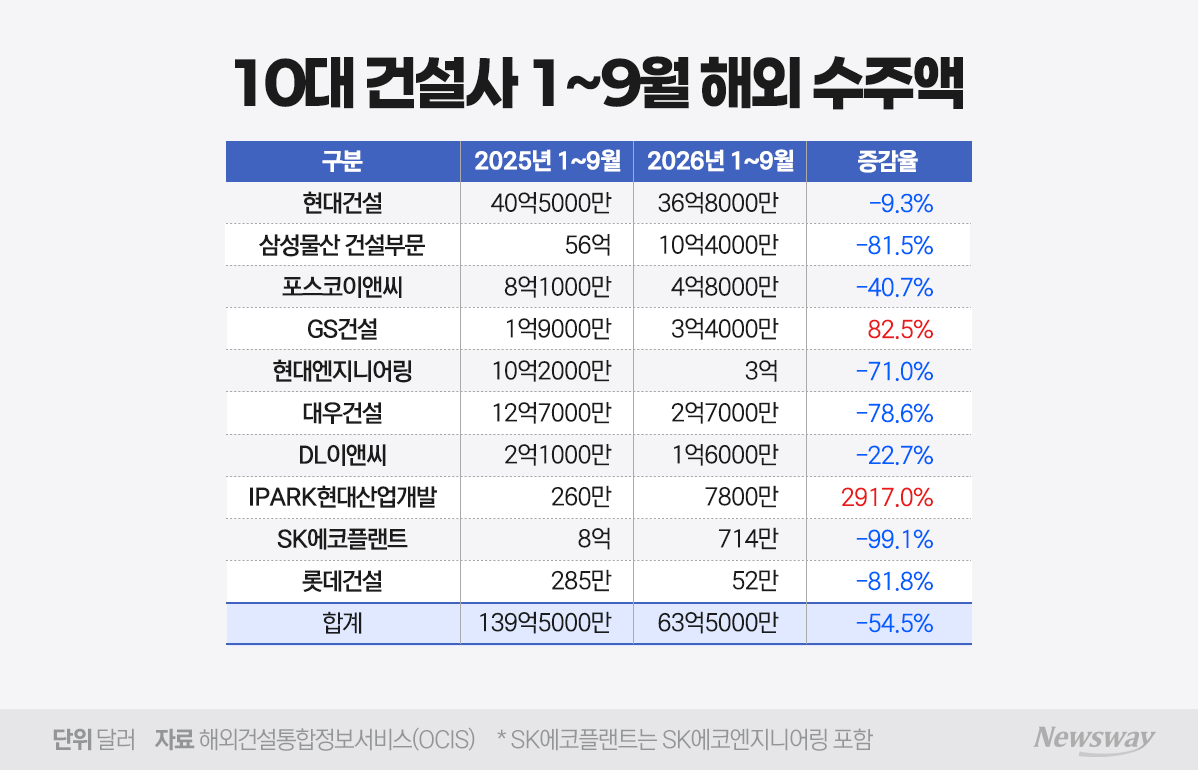 10대 건설사 1~9월 해외 수주액
구분 2025년 1~9월 2026년 1~9월 증감율
현대건설 40억5000만 36억8000만 -9.3%
삼성물산 건설부문 56억 10억4000만 -81.5%
포스코이앤씨 8억1000만 4억8000만 -40.7%
GS건설 1억9000만 3억4000만 82.5%
현대엔지니어링 10억2000만 3억 -71.0%
대우건설 12억7000만 2억7000만 -78.6%
DL이앤씨 2억1000만 1억6000만 -22.7%
IPARK현대산업개발 260만 7800만 2917.0%
SK에코플랜트 8억 714만 -99.1%
롯데건설 285만 52만 -81.8%
합계 139억5000만 63억5000만 -54.5%
단위 달러 자료 해외건설통합정보서비스(OCIS) * SK에코플랜트는 SK에코엔지니어링 포함 Newsway